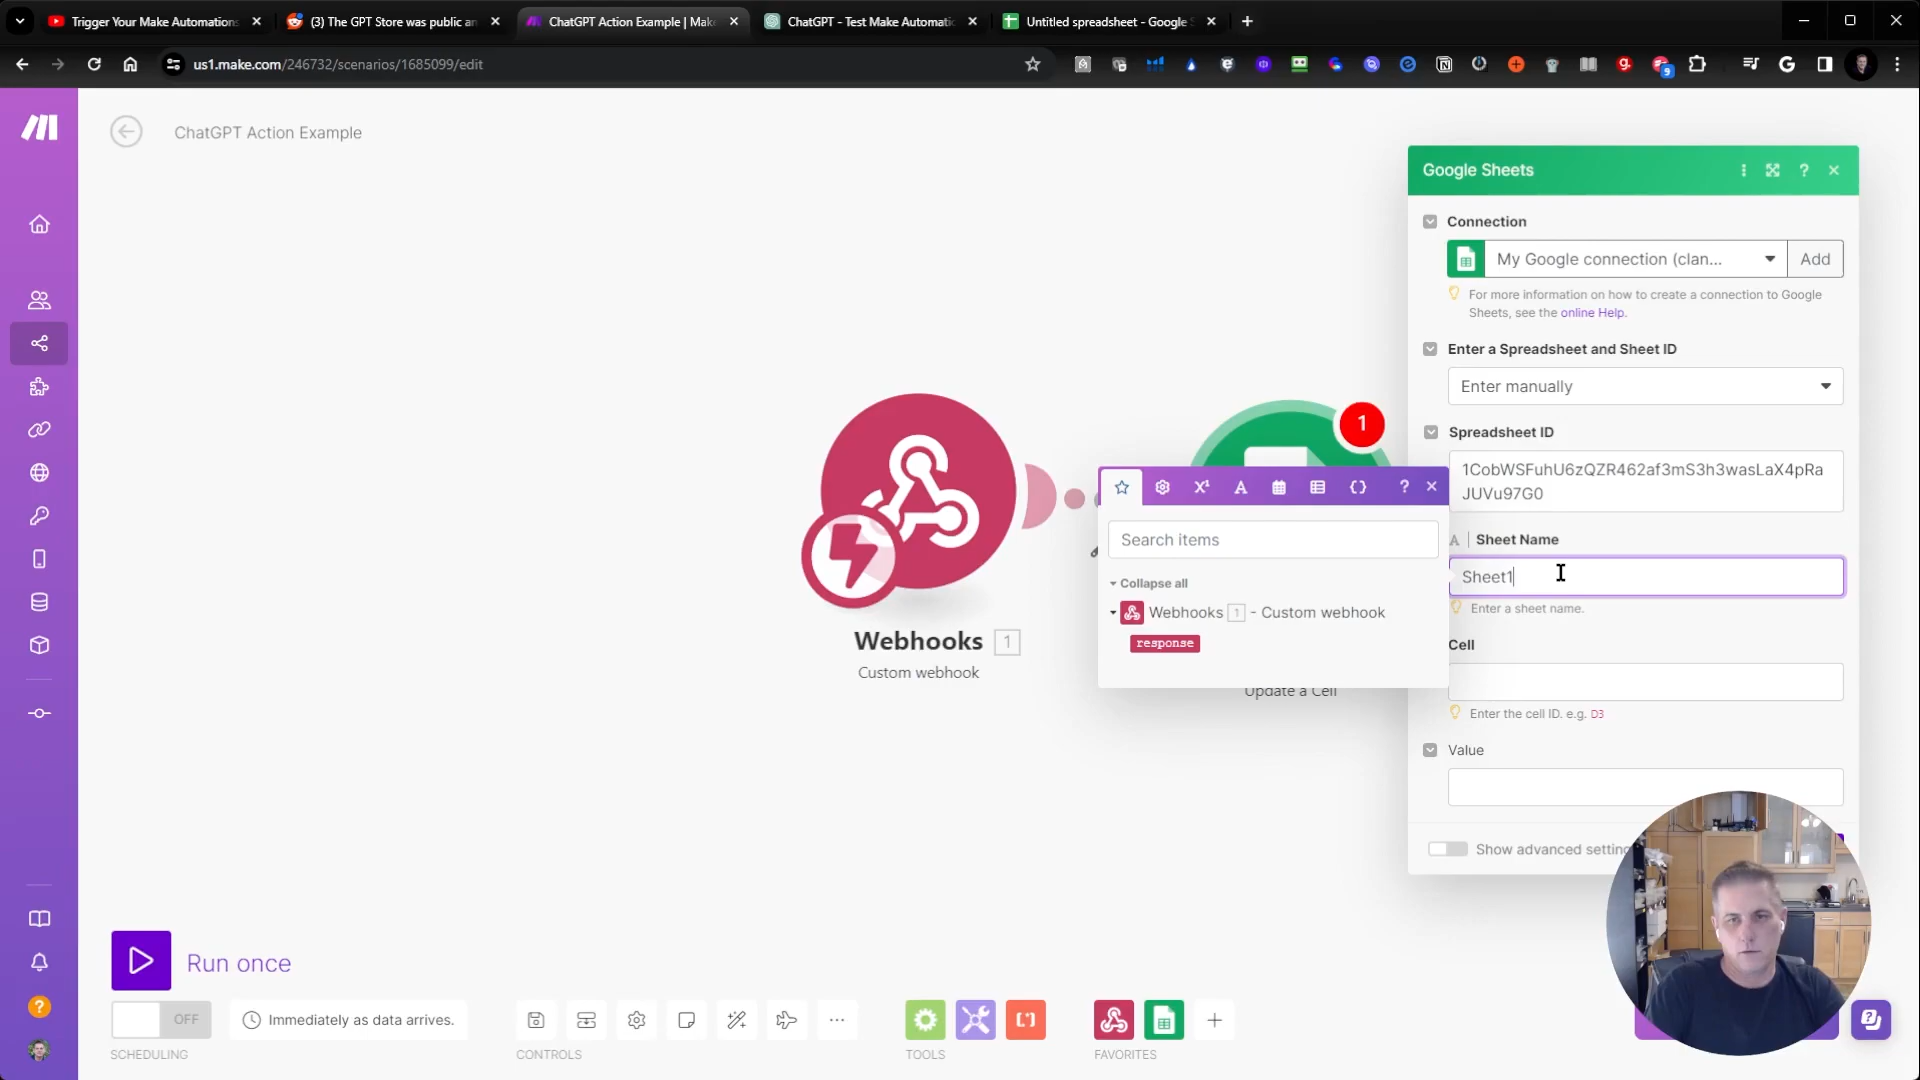 Trigger Your Make Automations
(3) The GPT Store was public an
ChatGPT Action Example | Make
ChatGPT - Test Make Automatic
Untitled spreadsheet - Google S
us1.make.com/246732/scenarios/1685099/edit
9
ChatGPT Action Example
Google Sheets
Connection
My Google connection (clan...
Add
For more information on how to create a connection to Google
Sheets, see the online Help.
Enter a Spreadsheet and Sheet ID
Enter manually
Spreadsheet ID
1CobWSFuhU6zQZR462af3mS3h3wasLaX4pRa
JUVu97G0
Sheet Name
Sheet1
Enter a sheet name.
Cell
Enter the cell ID. e.g. D3
Value
Show advanced setting
1
Search items
Collapse all
Webhooks 1 - Custom webhook
response
Webhooks 1
Custom webhook
Update a Cell
Run once
OFF
Immediately as data arrives.
SCHEDULING
CONTROLS
TOOLS
FAVORITES